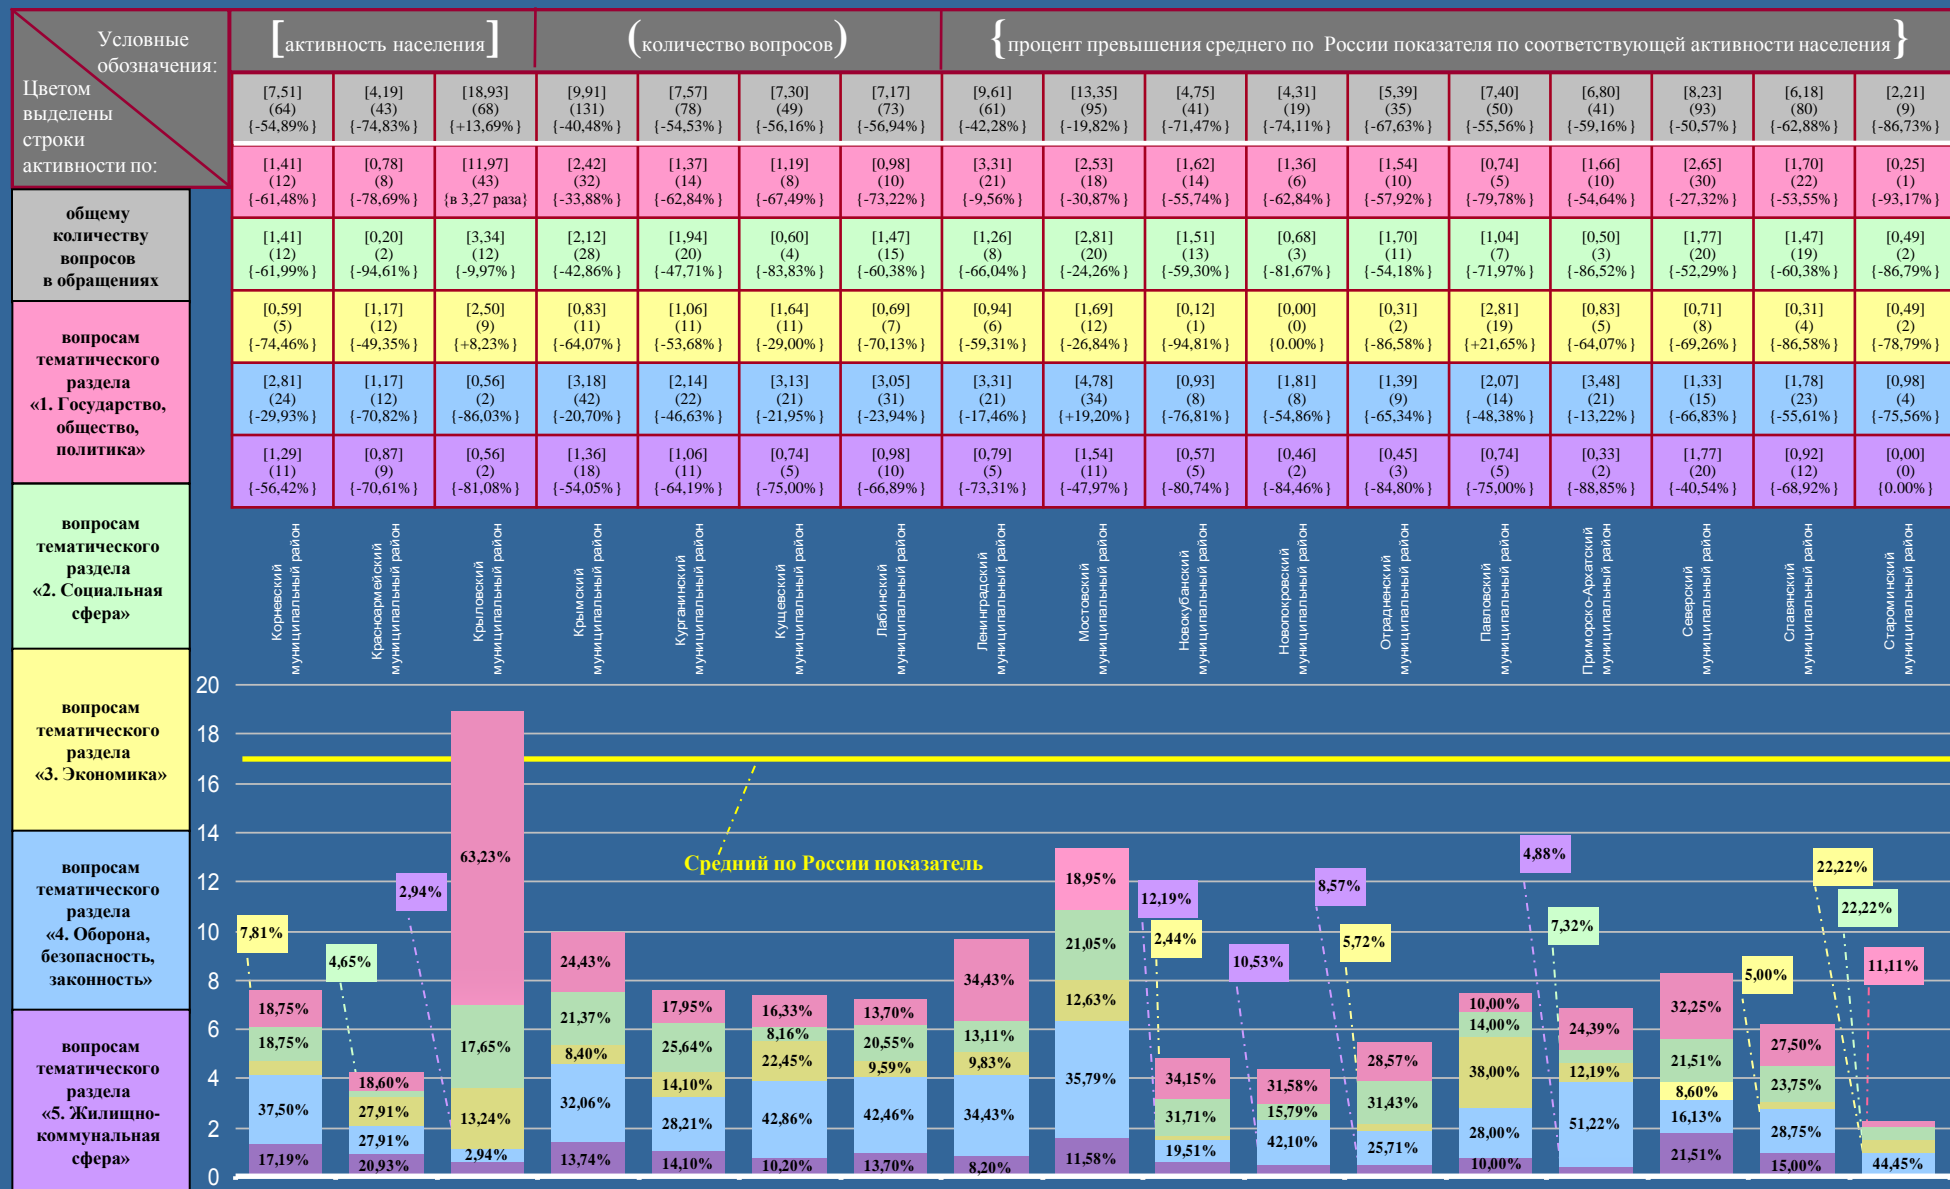 Условные
обозначения:
Цветом
выделены
строки
активности по:
[активность населения]
(количество вопросов)
{процент превышения среднего по России показателя по соответствующей активности населения}
[7,51] [4,19] [18,93] [9,91] [7,57] [7,30] [7,17] [9,61] [13,35] [4,75] [4,31] [5,39] [7,40] [6,80] [8,23] [6,18] [2,21]
(64) (43) (68) (131) (78) (49) (73) (61) (95) (41) (19) (35) (50) (41) (93) (80) (9)
{-54,89%} {-74,83%} {+13,69%} {-40,48%} {-54,53%} {-56,16%} {-56,94%} {-42,28%} {-19,82%} {-71,47%} {-74,11%} {-67,63%} {-55,56%} {-59,16%} {-50,57%} {-62,88%} {-86,73%}
[1,41] [0,78] [11,97] [2,42] [1,37] [1,19] [0,98] [3,31] [2,53] [1,62] [1,36] [1,54] [0,74] [1,66] [2,65] [1,70] [0,25]
(12) (8) (43) (32) (14) (8) (10) (21) (18) (14) (6) (10) (5) (10) (30) (22) (1)
{-61,48%} {-78,69%} {в 3,27 раза} {-33,88%} {-62,84%} {-67,49%} {-73,22%} {-9,56%} {-30,87%} {-55,74%} {-62,84%} {-57,92%} {-79,78%} {-54,64%} {-27,32%} {-53,55%} {-93,17%}
[1,41] [0,20] [3,34] [2,12] [1,94] [0,60] [1,47] [1,26] [2,81] [1,51] [0,68] [1,70] [1,04] [0,50] [1,77] [1,47] [0,49]
(12) (2) (12) (28) (20) (4) (15) (8) (20) (13) (3) (11) (7) (3) (20) (19) (2)
{-61,99%} {-94,61%} {-9,97%} {-42,86%} {-47,71%} {-83,83%} {-60,38%} {-66,04%} {-24,26%} {-59,30%} {-81,67%} {-54,18%} {-71,97%} {-86,52%} {-52,29%} {-60,38%} {-86,79%}
[0,59] [1,17] [2,50] [0,83] [1,06] [1,64] [0,69] [0,94] [1,69] [0,12] [0,00] [0,31] [2,81] [0,83] [0,71] [0,31] [0,49]
(5) (12) (9) (11) (11) (11) (7) (6) (12) (1) (0) (2) (19) (5) (8) (4) (2)
{-74,46%} {-49,35%} {+8,23%} {-64,07%} {-53,68%} {-29,00%} {-70,13%} {-59,31%} {-26,84%} {-94,81%} {0.00%} {-86,58%} {+21,65%} {-64,07%} {-69,26%} {-86,58%} {-78,79%}
[2,81] [1,17] [0,56] [3,18] [2,14] [3,13] [3,05] [3,31] [4,78] [0,93] [1,81] [1,39] [2,07] [3,48] [1,33] [1,78] [0,98]
(24) (12) (2) (42) (22) (21) (31) (21) (34) (8) (8) (9) (14) (21) (15) (23) (4)
{-29,93%} {-70,82%} {-86,03%} {-20,70%} {-46,63%} {-21,95%} {-23,94%} {-17,46%} {+19,20%} {-76,81%} {-54,86%} {-65,34%} {-48,38%} {-13,22%} {-66,83%} {-55,61%} {-75,56%}
[1,29] [0,87] [0,56] [1,36] [1,06] [0,74] [0,98] [0,79] [1,54] [0,57] [0,46] [0,45] [0,74] [0,33] [1,77] [0,92] [0,00]
(11) (9) (2) (18) (11) (5) (10) (5) (11) (5) (2) (3) (5) (2) (20) (12) (0)
{-56,42%} {-70,61%} {-81,08%} {-54,05%} {-64,19%} {-75,00%} {-66,89%} {-73,31%} {-47,97%} {-80,74%} {-84,46%} {-84,80%} {-75,00%} {-88,85%} {-40,54%} {-68,92%} {0.00%}
общему
количеству
вопросов
в обращениях
вопросам
тематического
раздела
«1. Государство,
общество,
политика»
вопросам
тематического
раздела
«2. Социальная
сфера»
вопросам
тематического
раздела
«3. Экономика»
вопросам
тематического
раздела
«4. Оборона,
безопасность,
законность»
вопросам
тематического
раздела
«5. Жилищно-
коммунальная
сфера»
Корневский
муниципальный район
Красноармейский
муниципальный район
Крыловский
муниципальный район
Крымский
муниципальный район
Курганинский
муниципальный район
Кущевский
муниципальный район
Лабинский
муниципальный район
Ленинградский
муниципальный район
Мостовский
муниципальный район
Новокубанский
муниципальный район
Новопокровский
муниципальный район
Отрадненский
муниципальный район
Павловский
муниципальный район
Приморско-Архатский
муниципальный район
Северский
муниципальный район
Славянский
муниципальный район
Староминский
муниципальный район
20
18
16
14
12
10
8
6
4
2
0
Средний по России показатель
7,81%
18,75%
18,75%
37,50%
17,19%
4,65%
18,60%
27,91%
27,91%
20,93%
2,94%
63,23%
17,65%
13,24%
2,94%
24,43%
21,37%
8,40%
32,06%
13,74%
17,95%
25,64%
14,10%
28,21%
14,10%
16,33%
8,16%
22,45%
42,86%
10,20%
13,70%
20,55%
9,59%
42,46%
13,70%
34,43%
13,11%
9,83%
34,43%
8,20%
18,95%
21,05%
12,63%
35,79%
11,58%
12,19%
2,44%
34,15%
31,71%
19,51%
10,53%
31,58%
15,79%
42,10%
8,57%
5,72%
28,57%
31,43%
25,71%
10,00%
14,00%
38,00%
28,00%
10,00%
4,88%
7,32%
24,39%
12,19%
51,22%
32,25%
21,51%
8,60%
16,13%
21,51%
5,00%
27,50%
23,75%
28,75%
15,00%
22,22%
22,22%
11,11%
44,45%